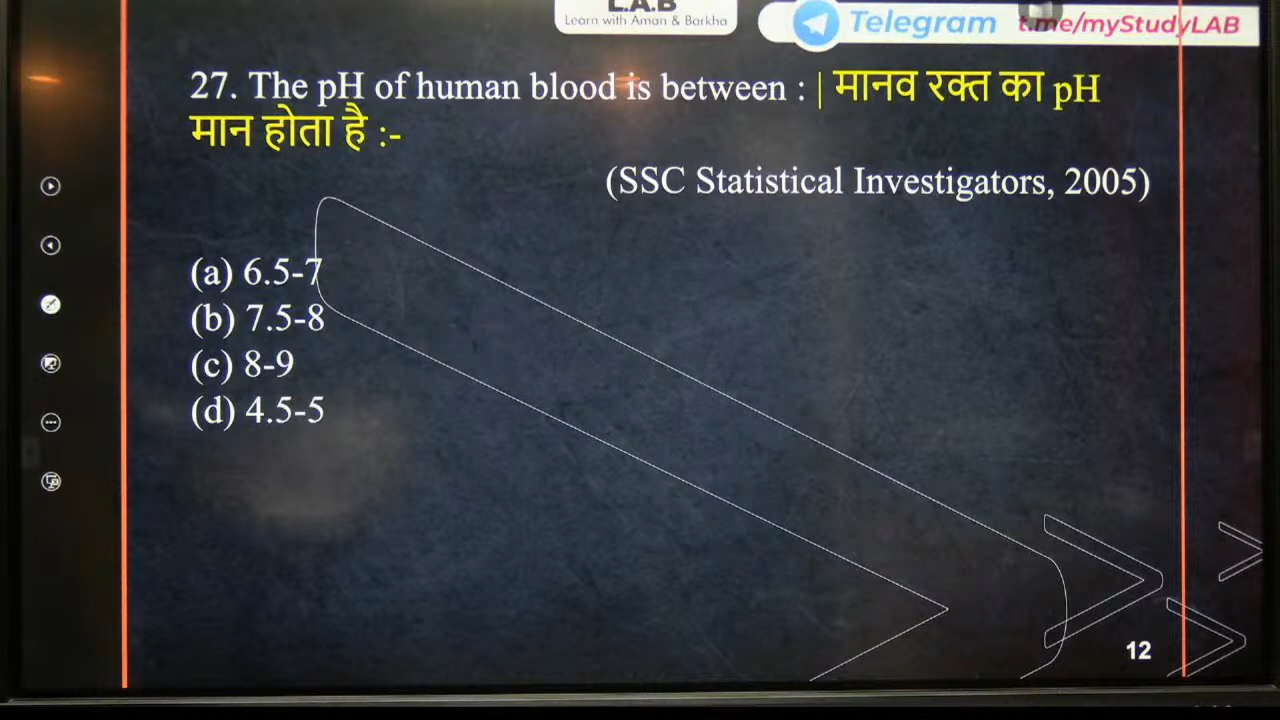 L.A.B
Learn with Aman & Barkha
Telegram t.me/myStudyLAB
27. The pH of human blood is between : | मानव रक्त का pH
मान होता है :-
(SSC Statistical Investigators, 2005)
(a) 6.5-7
(b) 7.5-8
(c) 8-9
(d) 4.5-5
12